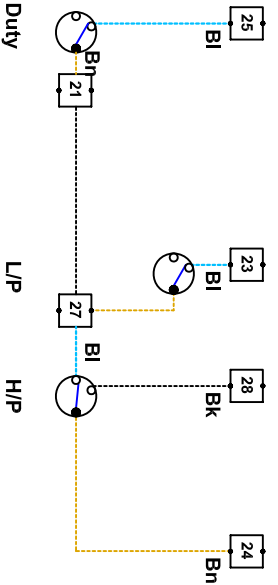 25 23 28 24
Bl Bl Bk Bn
Bn Bl
21 27
Duty L/P H/P